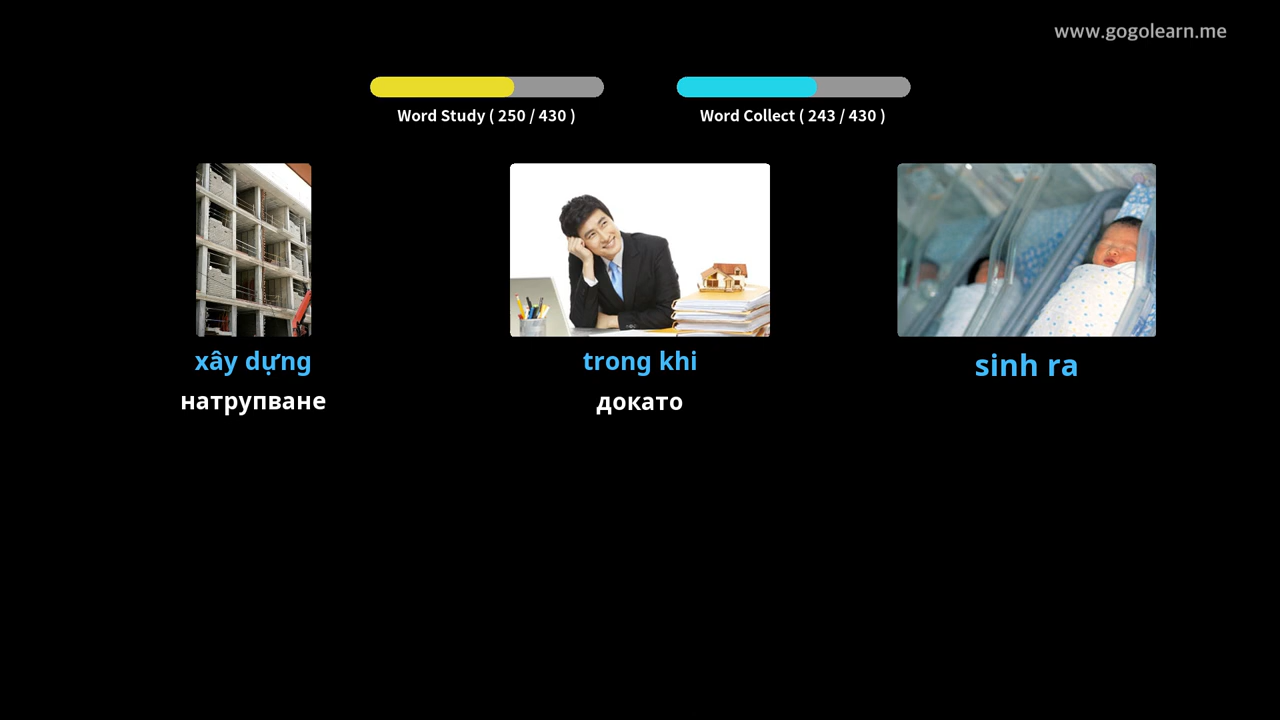 www.gogolearn.me
Word Study ( 250 / 430 )
Word Collect ( 243 / 430 )
xây dựng
натрупване
trong khi
докато
sinh ra